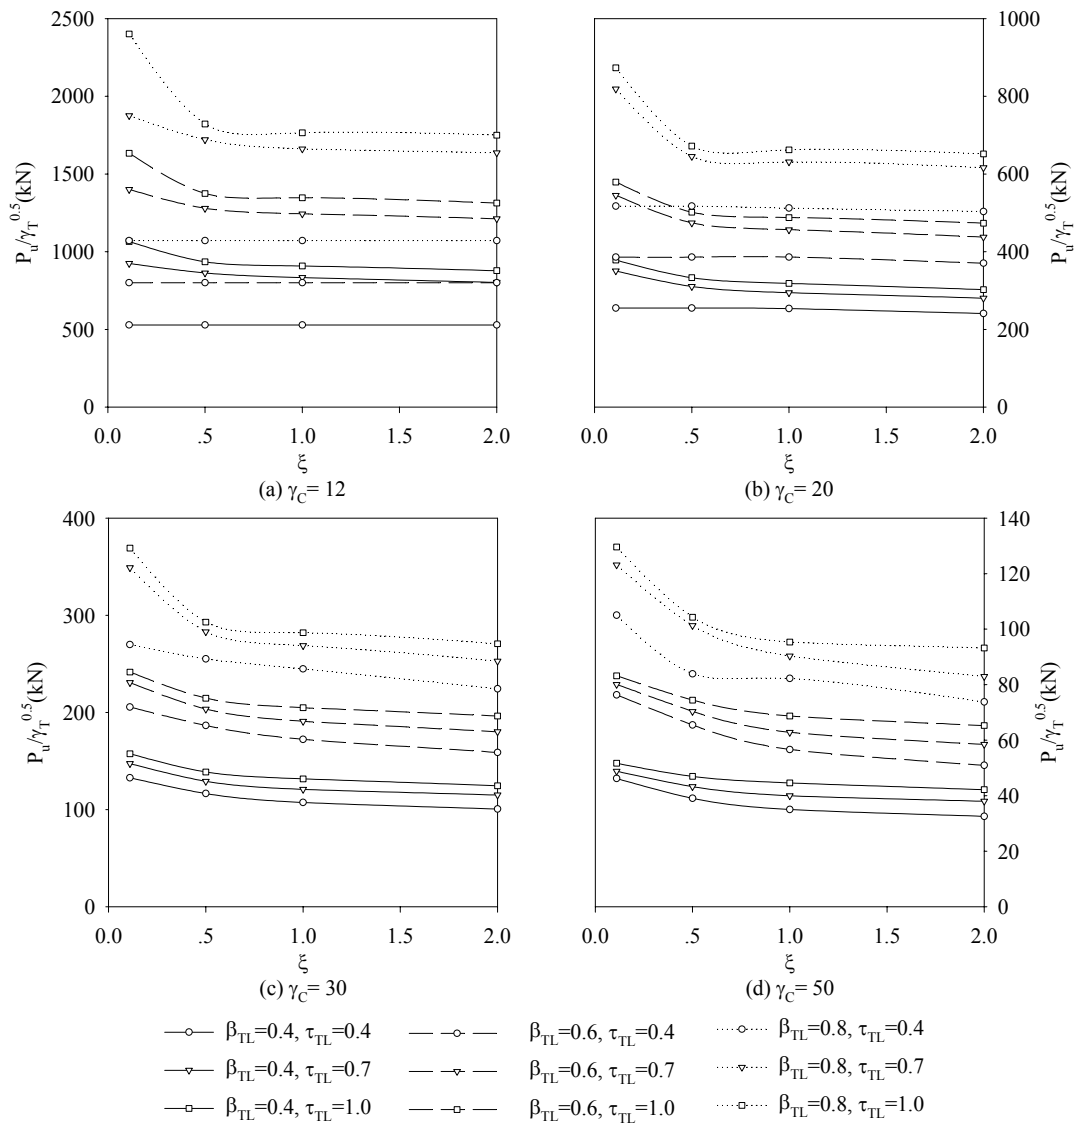 2500
2000
1500
1000
500
0
P_u/γ_T^0.5(kN)
0.0 .5 1.0 1.5 2.0
ξ
(a) γ_C= 12
1000
800
600
400
200
0
P_u/γ_T^0.5(kN)
0.0 .5 1.0 1.5 2.0
ξ
(b) γ_C= 20
400
300
200
100
0
P_u/γ_T^0.5(kN)
0.0 .5 1.0 1.5 2.0
ξ
(c) γ_C= 30
140
120
100
80
60
40
20
0
P_u/γ_T^0.5(kN)
0.0 .5 1.0 1.5 2.0
ξ
(d) γ_C= 50
β_TL=0.4, τ_TL=0.4
β_TL=0.6, τ_TL=0.4
β_TL=0.8, τ_TL=0.4
β_TL=0.4, τ_TL=0.7
β_TL=0.6, τ_TL=0.7
β_TL=0.8, τ_TL=0.7
β_TL=0.4, τ_TL=1.0
β_TL=0.6, τ_TL=1.0
β_TL=0.8, τ_TL=1.0